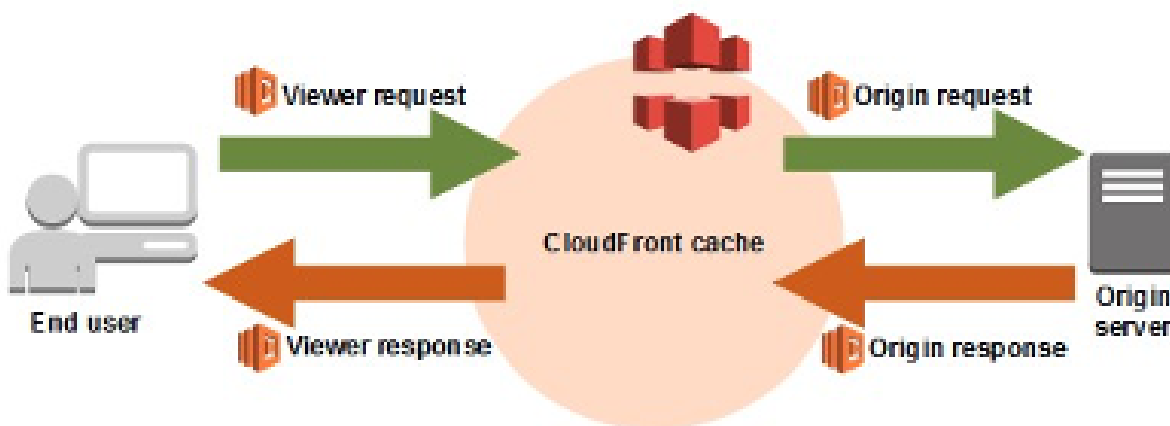 Viewer request
Origin request
CloudFront cache
End user
Origin
server
Viewer response
Origin response